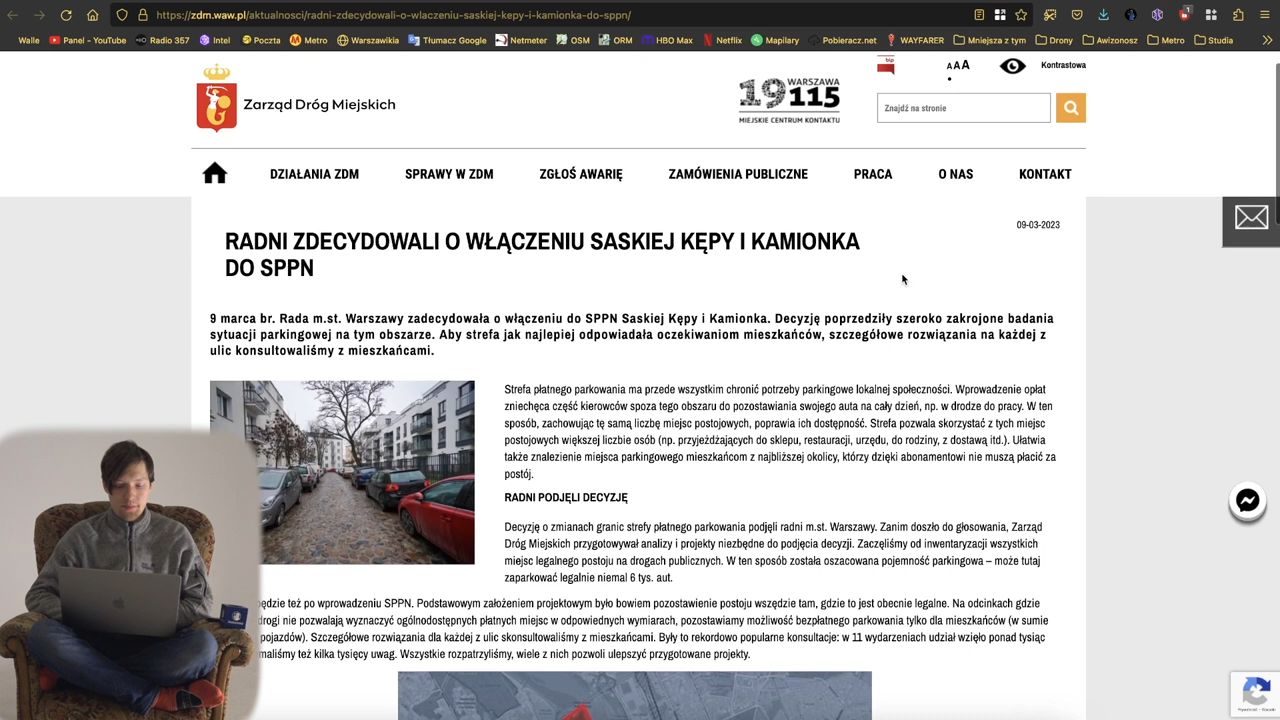 https://zdm.waw.pl/aktualnosci/radni-zdecydowali-o-wlaczeniu-saskiej-kepy-i-kamionka-do-sppn/
Walle Panel - YouTube Radio 357 Intel Poczta Metro Warszawikia Tłumacz Google Netmeter OSM ORM HBO Max Netflix Mapilary Pobieracz.net WAYFARER Mniejsza z tym Drony Awizonosz Metro Studia
Zarząd Dróg Miejskich
19 WARSZAWA
115
MIEJSKIE CENTRUM KONTAKTU
bip
A A A
Kontrastowa
Znajdź na stronie
DZIAŁANIA ZDM SPRAWY W ZDM ZGŁOŚ AWARIĘ ZAMÓWIENIA PUBLICZNE PRACA O NAS KONTAKT
09-03-2023
RADNI ZDECYDOWALI O WŁĄCZENIU SASKIEJ KĘPY I KAMIONKA
DO SPPN
9 marca br. Rada m.st. Warszawy zadecydowała o włączeniu do SPPN Saskiej Kępy i Kamionka. Decyzję poprzedziły szeroko zakrojone badania
sytuacji parkingowej na tym obszarze. Aby strefa jak najlepiej odpowiadała oczekiwaniom mieszkańców, szczegółowe rozwiązania na każdej z
ulic konsultowaliśmy z mieszkańcami.
Strefa płatnego parkowania ma przede wszystkim chronić potrzeby parkingowe lokalnej społeczności. Wprowadzenie opłat
zniechęca część kierowców spoza tego obszaru do pozostawania swojego auta na cały dzień, np. w drodze do pracy. W ten
sposób, zachowując tę samą liczbę miejsc postojowych, poprawia ich dostępność. Strefa pozwala skorzystać z tych miejsc
postojowych większej liczbie osób (np. przyjeżdżających do sklepu, restauracji, urzędu, do rodziny, z dostawą itd.). Ułatwia
także znalezienie miejsca parkingowego mieszkańcom z najbliższej okolicy, którzy dzięki abonamentowi nie muszą płacić za
postój.
RADNI PODJĘLI DECYZJĘ
Decyzję o zmianach granic strefy płatnego parkowania podjęli radni m.st. Warszawy. Zanim doszło do głosowania, Zarząd
Dróg Miejskich przygotowywał analizy i projekty niezbędne do podjęcia decyzji. Zaczęliśmy od inwentaryzacji wszystkich
miejsc legalnego postoju na drogach publicznych. W ten sposób została oszacowana pojemność parkingowa – może tutaj
zaparkować legalnie niemal 6 tys. aut.
będzie też po wprowadzeniu SPPN. Podstawowym założeniem projektowym było bowiem pozostawienie postoju wszędzie tam, gdzie to jest obecnie legalne. Na odcinkach gdzie
drogi nie pozwalają wyznaczyć ogólnodostępnych płatnych miejsc w odpowiednich wymiarach, pozostawiamy możliwość bezpłatnego parkowania tylko dla mieszkańców (w sumie
pojazdów). Szczegółowe rozwiązania dla każdej z ulic skonsultowaliśmy z mieszkańcami. Były to rekordowo popularne konsultacje: w 11 wydarzeniach udział wzięło ponad tysiąc
maliśmy też kilka tysięcy uwag. Wszystkie rozpatrzyliśmy, wiele z nich pozwoli ulepszyć przygotowane projekty.